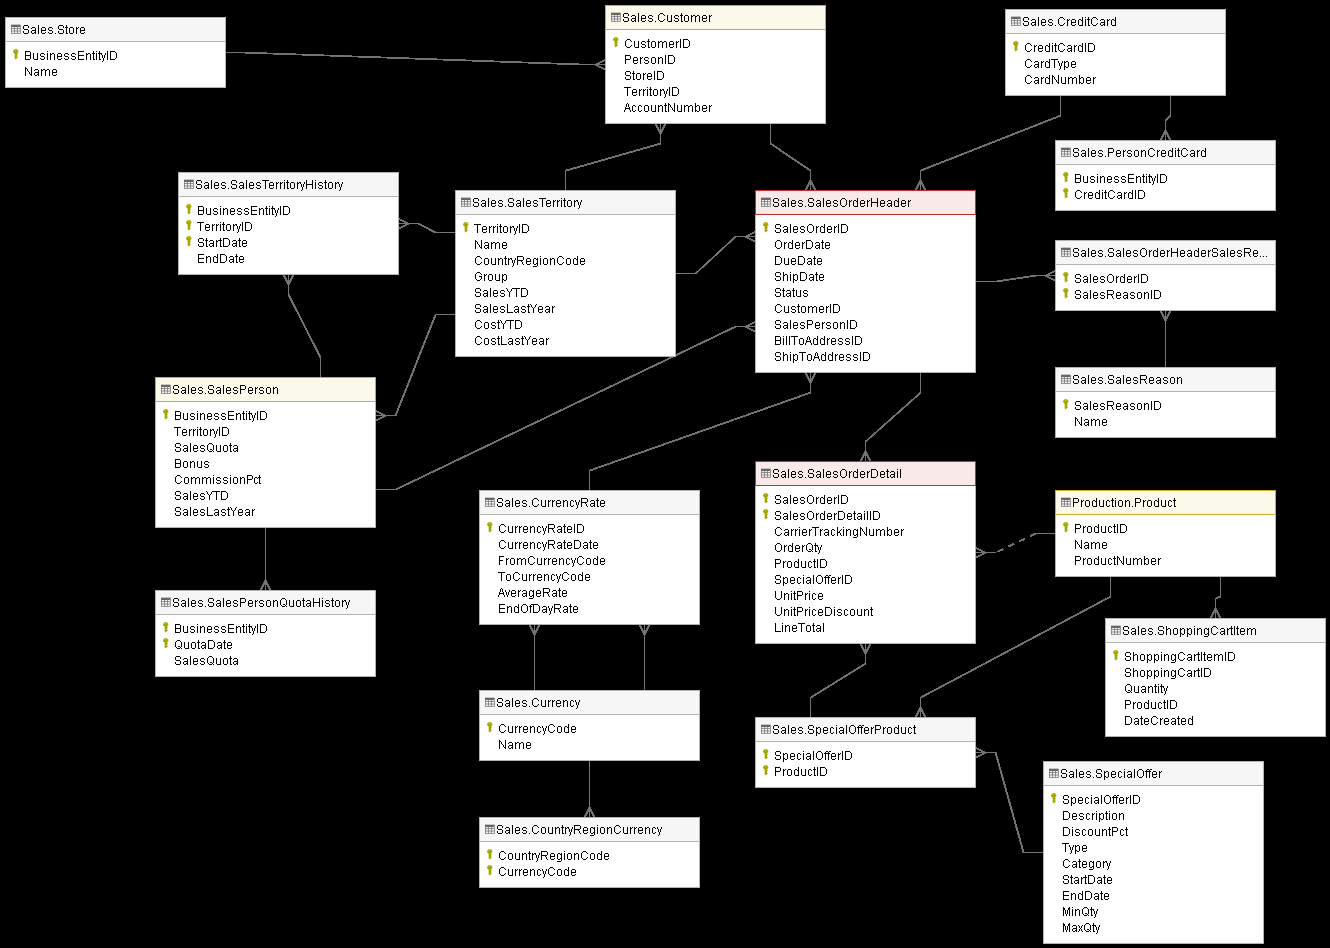 Sales.Store
BusinessEntityID
Name
Sales.Customer
CustomerID
PersonID
StoreID
TerritoryID
AccountNumber
Sales.CreditCard
CreditCardID
CardType
CardNumber
Sales.PersonCreditCard
BusinessEntityID
CreditCardID
Sales.SalesTerritoryHistory
BusinessEntityID
TerritoryID
StartDate
EndDate
Sales.SalesTerritory
TerritoryID
Name
CountryRegionCode
Group
SalesYTD
SalesLastYear
CostYTD
CostLastYear
Sales.SalesOrderHeader
SalesOrderID
OrderDate
DueDate
ShipDate
Status
CustomerID
SalesPersonID
BillToAddressID
ShipToAddressID
Sales.SalesOrderHeaderSalesRe...
SalesOrderID
SalesReasonID
Sales.SalesReason
SalesReasonID
Name
Sales.SalesPerson
BusinessEntityID
TerritoryID
SalesQuota
Bonus
CommissionPct
SalesYTD
SalesLastYear
Sales.CurrencyRate
CurrencyRateID
CurrencyRateDate
FromCurrencyCode
ToCurrencyCode
AverageRate
EndOfDayRate
Sales.SalesOrderDetail
SalesOrderID
SalesOrderDetailID
CarrierTrackingNumber
OrderQty
ProductID
SpecialOfferID
UnitPrice
UnitPriceDiscount
LineTotal
Production.Product
ProductID
Name
ProductNumber
Sales.SalesPersonQuotaHistory
BusinessEntityID
QuotaDate
SalesQuota
Sales.ShoppingCartItem
ShoppingCartItemID
ShoppingCartID
Quantity
ProductID
DateCreated
Sales.Currency
CurrencyCode
Name
Sales.SpecialOfferProduct
SpecialOfferID
ProductID
Sales.SpecialOffer
SpecialOfferID
Description
DiscountPct
Type
Category
StartDate
EndDate
MinQty
MaxQty
Sales.CountryRegionCurrency
CountryRegionCode
CurrencyCode